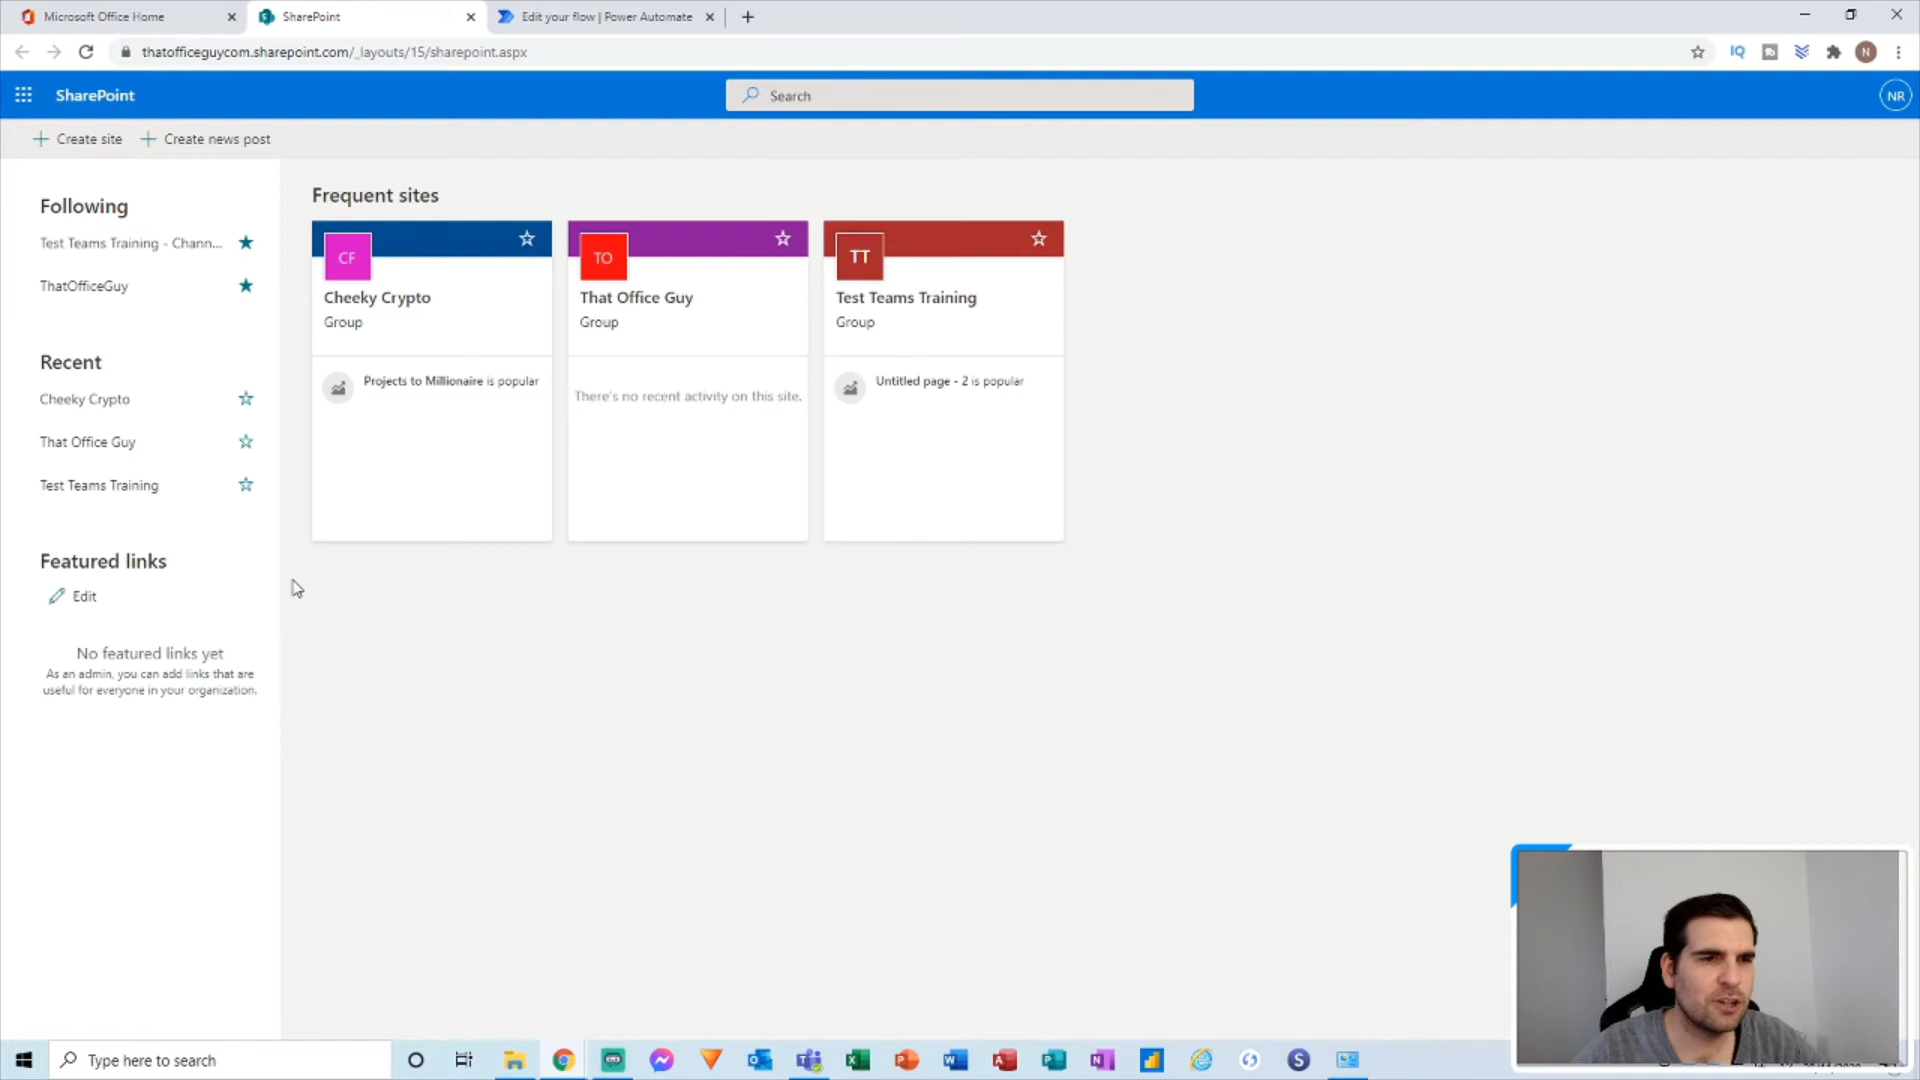 Microsoft Office Home
SharePoint
Edit your flow | Power Automate
thatofficeguycom.sharepoint.com/_layouts/15/sharepoint.aspx
IQ
N
SharePoint
Search
NR
Create site
Create news post
Following
Test Teams Training - Chann...
ThatOfficeGuy
Recent
Cheeky Crypto
That Office Guy
Test Teams Training
Featured links
Edit
No featured links yet
As an admin, you can add links that are
useful for everyone in your organization.
Frequent sites
CF
Cheeky Crypto
Group
Projects to Millionaire is popular
TO
That Office Guy
Group
There's no recent activity on this site.
TT
Test Teams Training
Group
Untitled page - 2 is popular
Type here to search